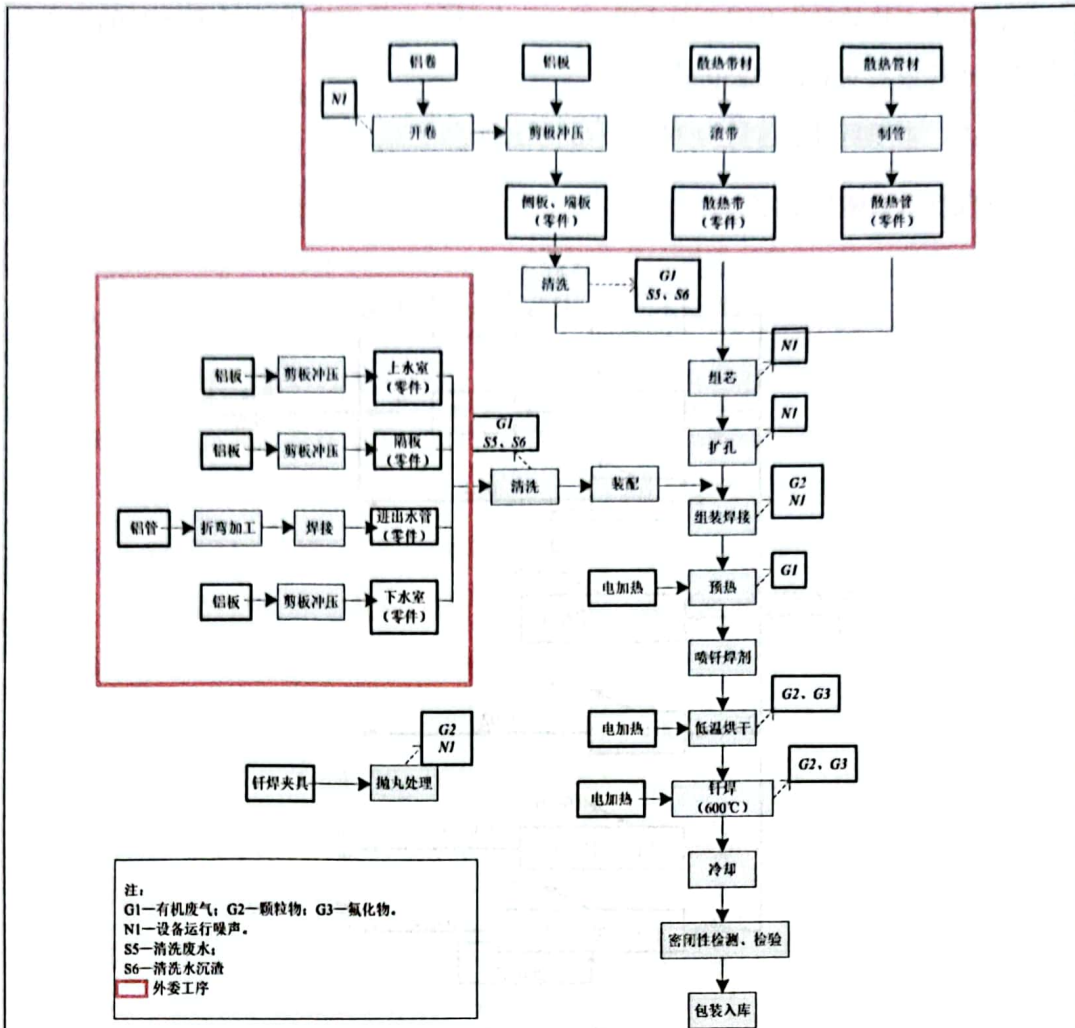 铝卷
铝板
散热带材
散热管材
N1
开卷
剪板冲压
滚带
制管
侧板、端板
(零件)
散热带
(零件)
散热管
(零件)
清洗
G1
S5、S6
组芯
N1
扩孔
N1
铝板
剪板冲压
上水室
(零件)
铝板
剪板冲压
隔板
(零件)
G1
S5、S6
清洗
装配
组装焊接
G2
N1
铝管
折弯加工
焊接
进出水管
(零件)
铝板
剪板冲压
下水室
(零件)
电加热
预热
G1
喷钎焊剂
电加热
低温烘干
G2、G3
钎焊夹具
抛丸处理
G2
N1
电加热
钎焊
(600℃)
G2、G3
冷却
密闭性检测、检验
包装入库
注:
G1—有机废气; G2—颗粒物; G3—氟化物。
N1—设备运行噪声。
S5—清洗废水;
S6—清洗水沉渣
外委工序